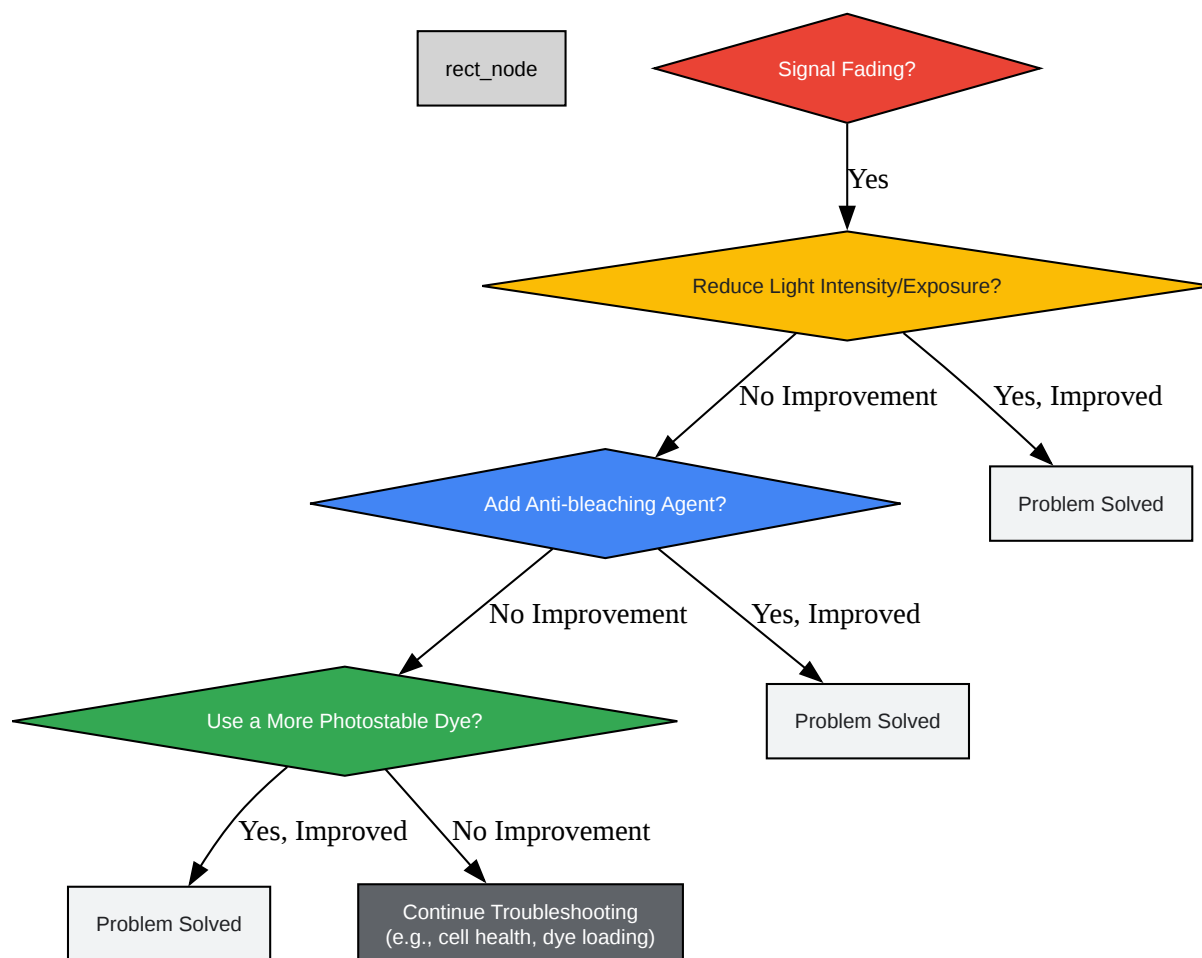 rect_node
Signal Fading?
Yes
Reduce Light Intensity/Exposure?
No Improvement
Yes, Improved
Add Anti-bleaching Agent?
Problem Solved
No Improvement
Yes, Improved
Use a More Photostable Dye?
Problem Solved
Yes, Improved
No Improvement
Problem Solved
Continue Troubleshooting
(e.g., cell health, dye loading)